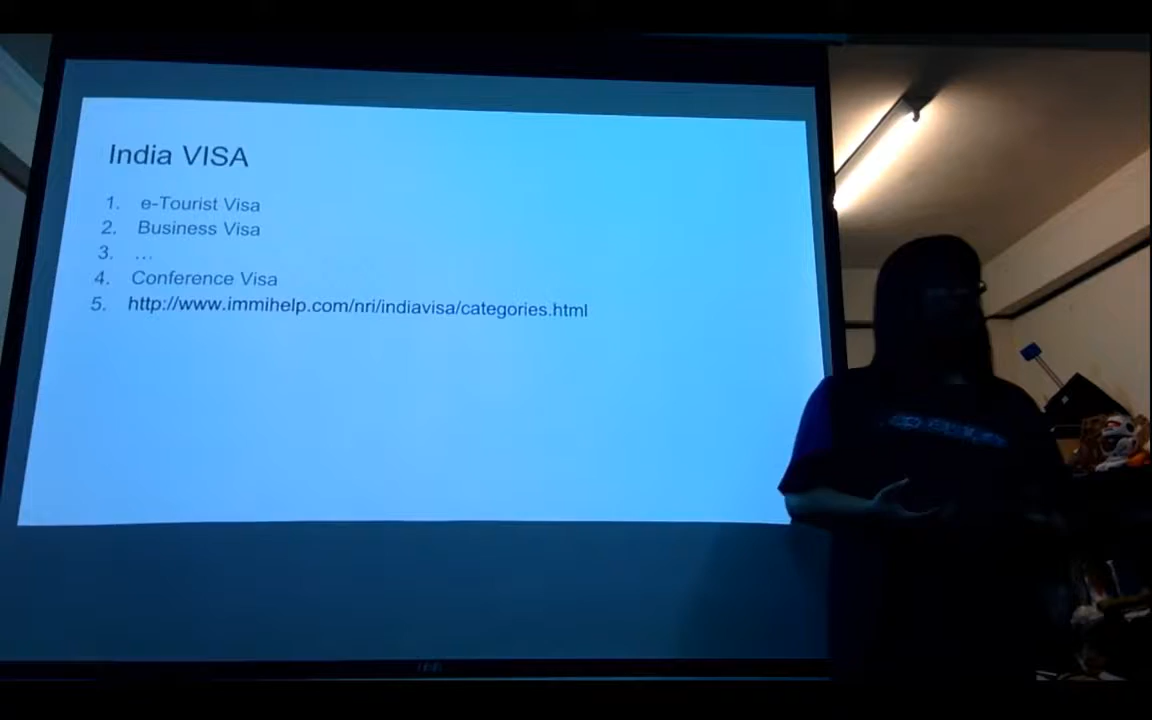 India VISA
1. e-Tourist Visa
2. Business Visa
3. ...
4. Conference Visa
5. http://www.immihelp.com/nri/indiavisa/categories.html